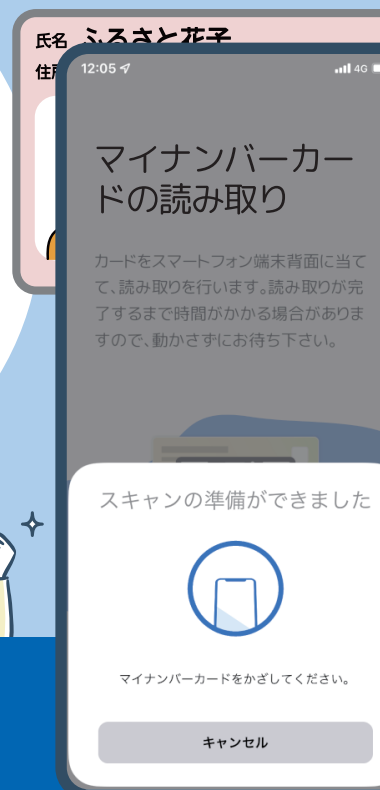 氏名 ふるさと花子
住所
12:05 4G
マイナンバーカー
ドの読み取り
カードをスマートフォン端末背面に当て
て、読み取りを行います。読み取りが完
了するまで時間がかかる場合がありま
すので、動かさずにお待ち下さい。
スキャンの準備ができました
マイナンバーカードをかざしてください。
キャンセル